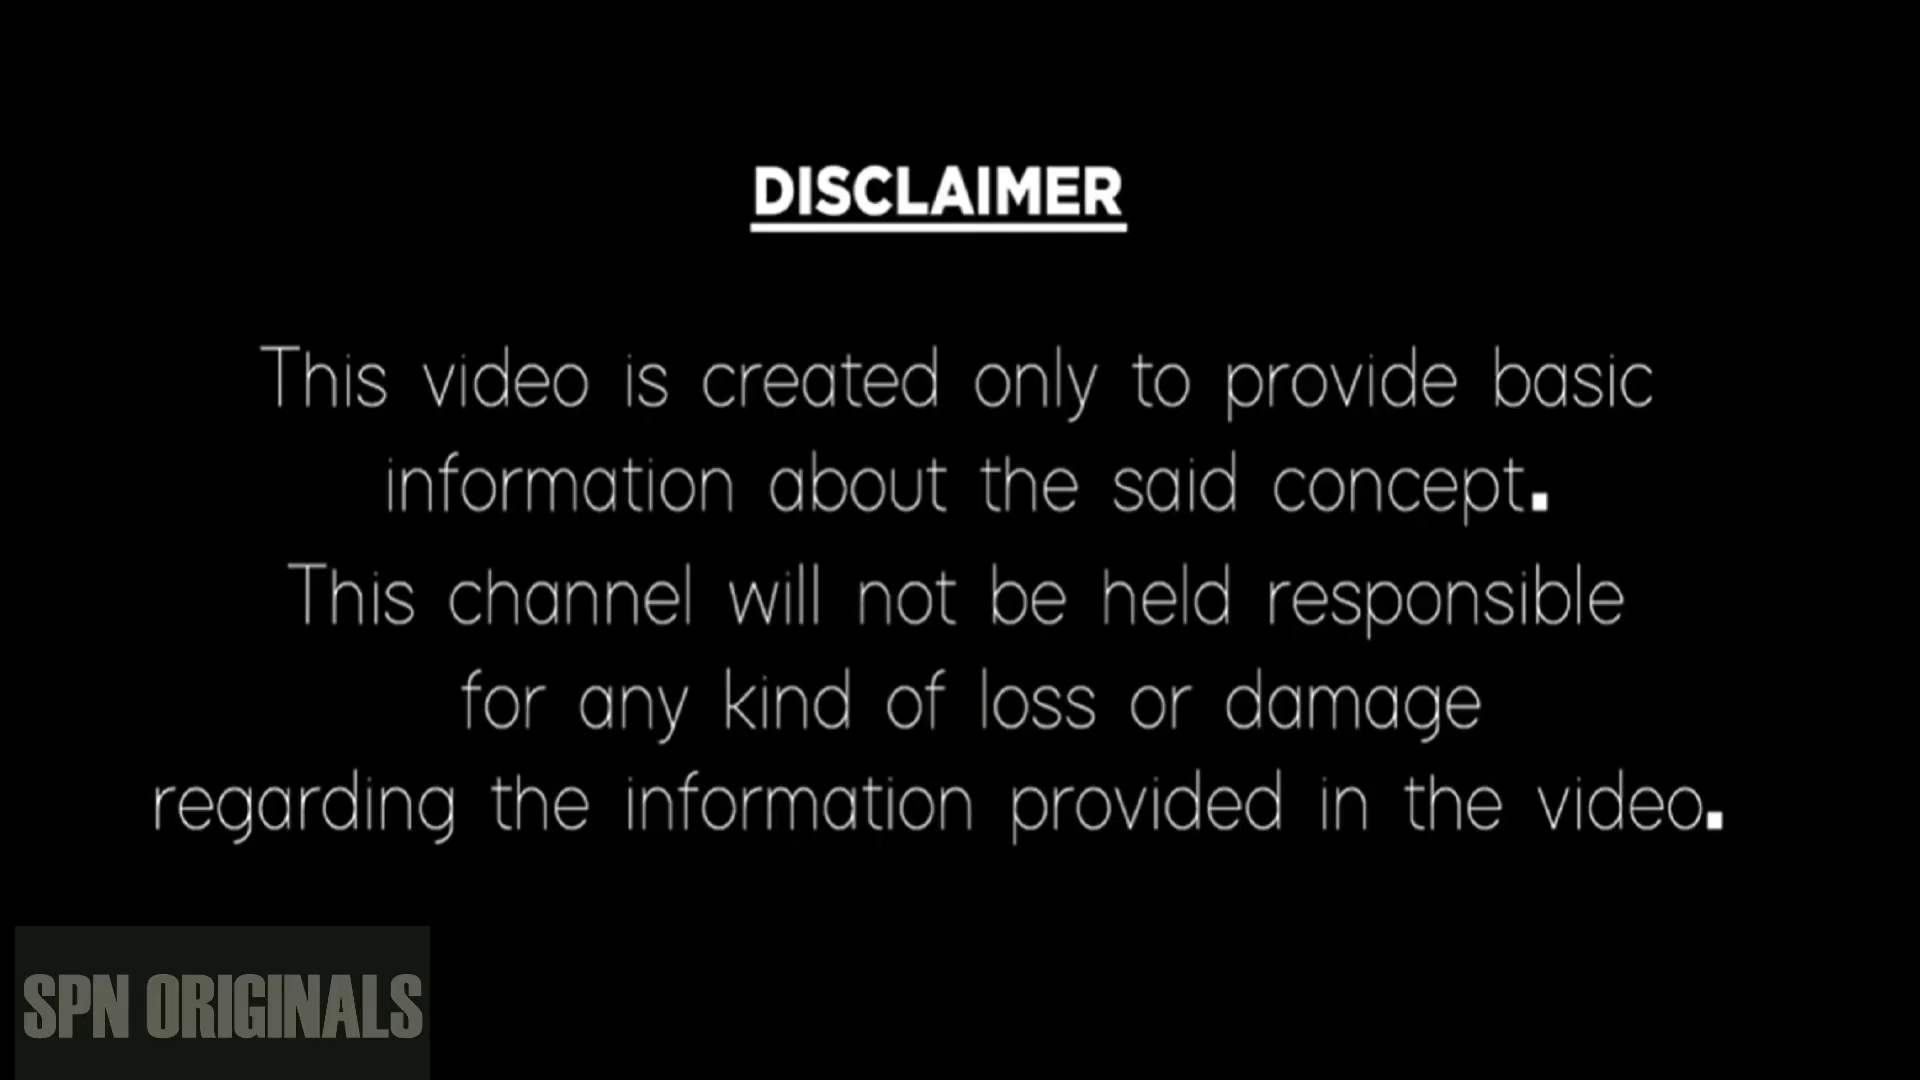 DISCLAIMER
This video is created only to provide basic
information about the said concept.
This channel will not be held responsible
for any kind of loss or damage
regarding the information provided in the video.
SPN ORIGINALS